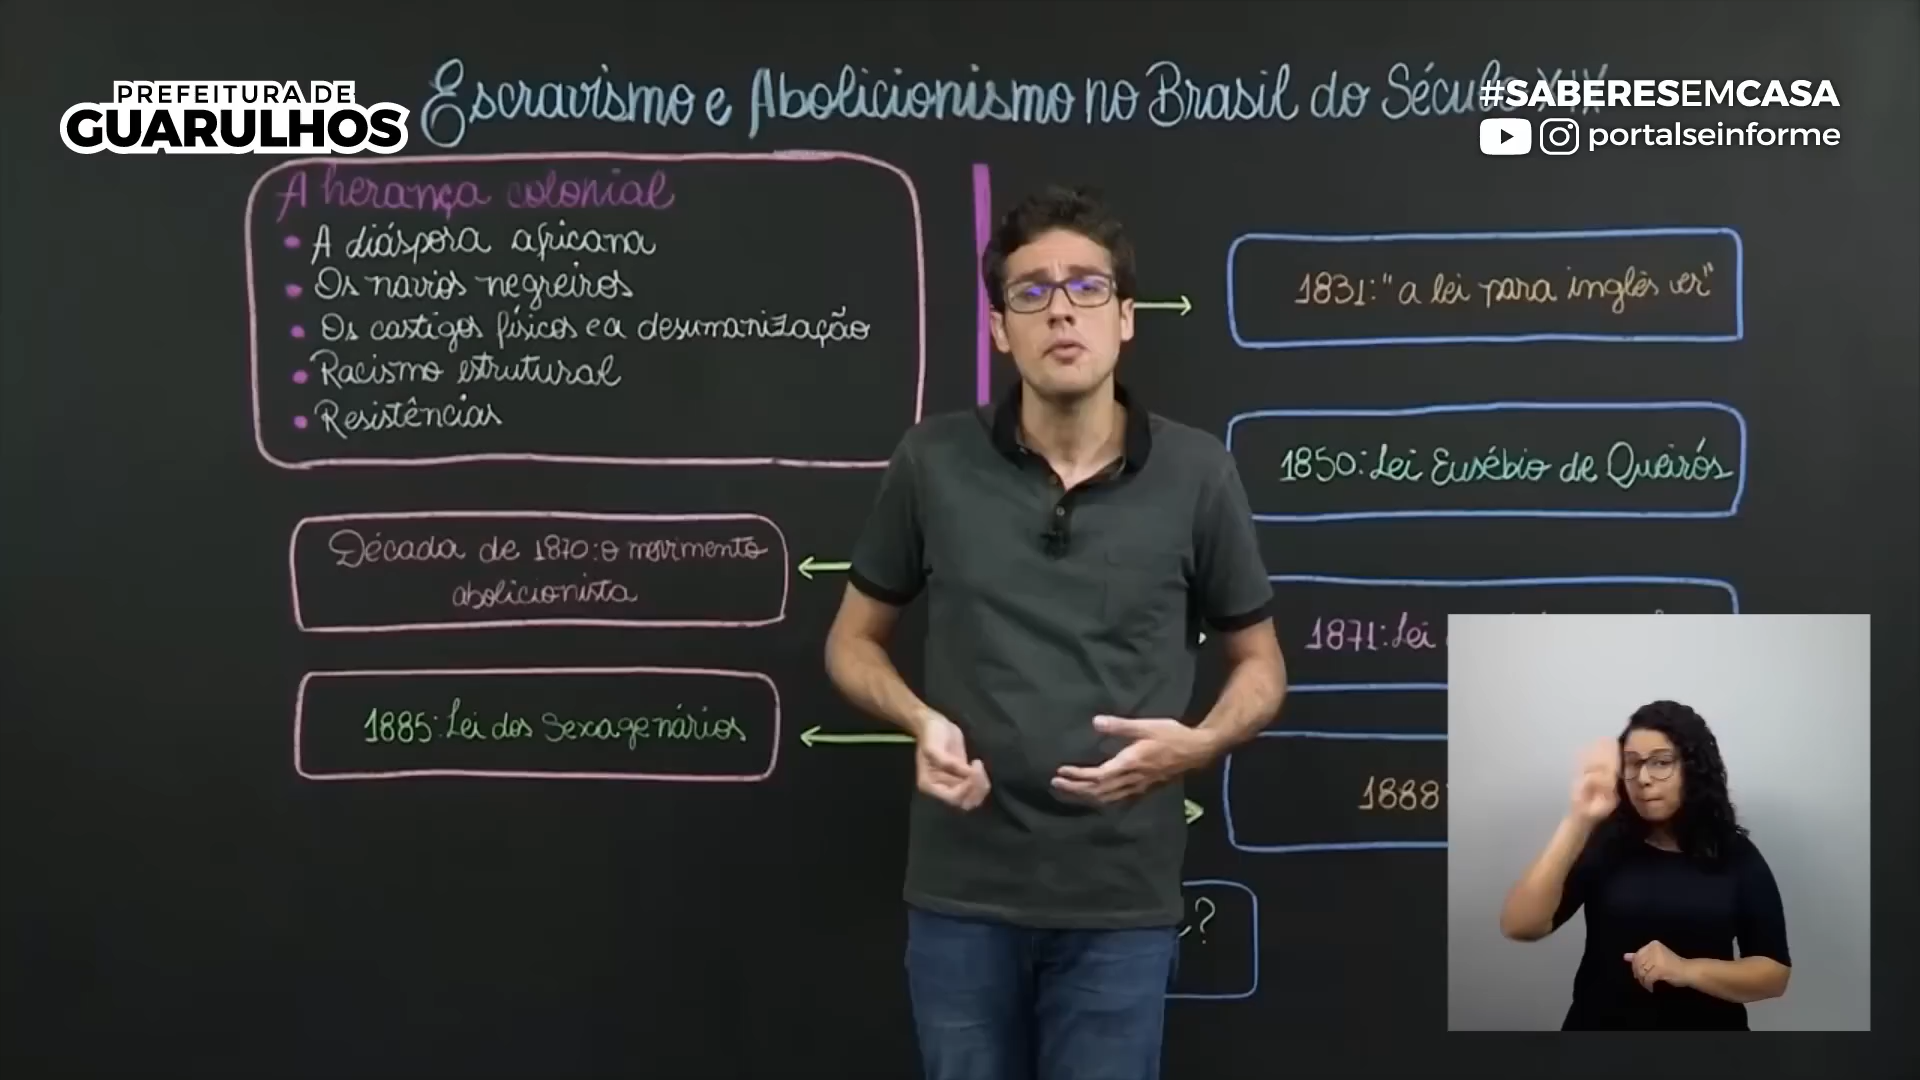 PREFEITURA DE
GUARULHOS
Escravismo e Abolicionismo no Brasil do Século XIX
#SABERESEMCASA
portalseinforme
A herança colonial
• A diáspora africana
• Os navios negreiros
• Os castigos físicos e a desumanização
• Racismo estrutural
• Resistências
Década de 1870: o movimento
abolicionista
1885: Lei dos Sexagenários
1831: "a lei para inglês ver"
1850: Lei Eusébio de Queirós
1871: Lei
1888
?